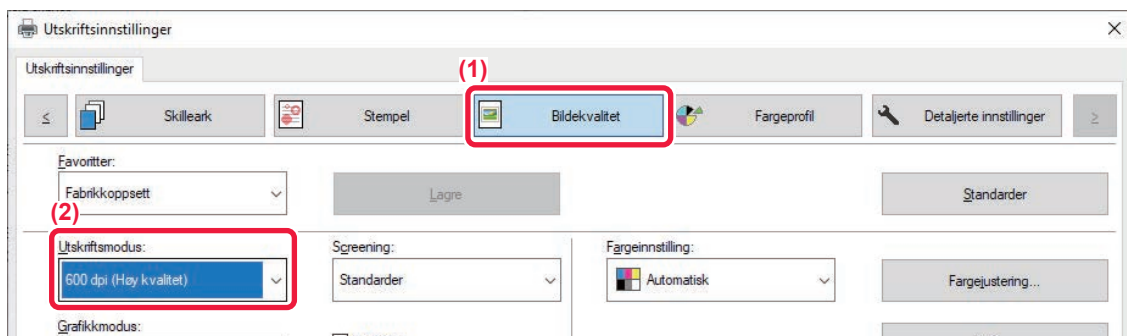 Utskriftsinnstillinger
Utskriftsinnstillinger
(1)
< Skilleark Stempel Bildekvalitet Fargeprofil Detaljerte innstillinger >
Favoritter:
Fabrikkoppsett Lagre Standarder
(2)
Utskriftsmodus: Screening: Fargeinnstilling:
600 dpi (Høy kvalitet) Standarder Automatisk Fargejustering...
Grafikkmodus: